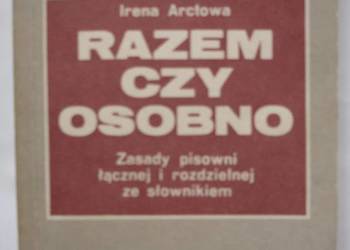 Irena Arctowa
RAZEM
CZY
OSOBNO
Zasady pisowni
łącznej i rozdzielnej
ze słownikiem